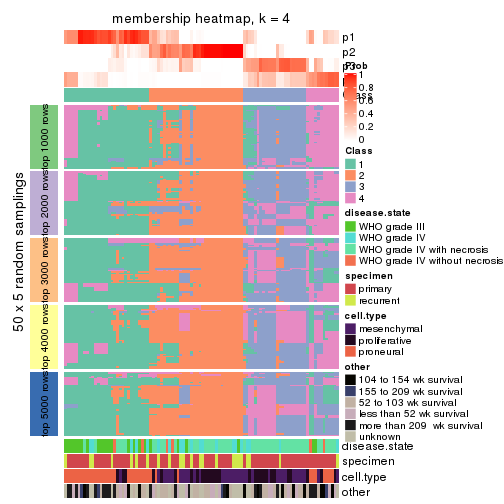 membership heatmap, k = 4
p1
p2
p3
Prob
1
0.8
0.6
0.4
0.2
0
Class
50 x 5 random samplings
top 1000 rows
top 2000 rows
top 3000 rows
top 4000 rows
top 5000 rows
Class
1
2
3
4
disease.state
WHO grade III
WHO grade IV
WHO grade IV with necrosis
WHO grade IV without necrosis
specimen
primary
recurrent
cell.type
mesenchymal
proliferative
proneural
other
104 to 154 wk survival
155 to 209 wk survival
52 to 103 wk survival
less than 52 wk survival
more than 209 wk survival
unknown
disease.state
specimen
cell.type
other